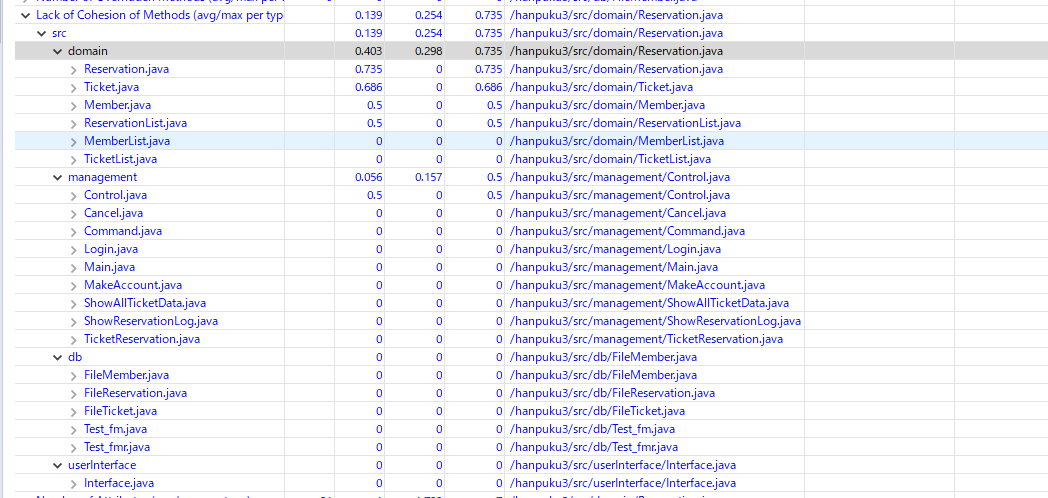 Lack of Cohesion of Methods (avg/max per typ 0.139 0.254 0.735 /hanpuku3/src/domain/Reservation.java
src 0.139 0.254 0.735 /hanpuku3/src/domain/Reservation.java
domain 0.403 0.298 0.735 /hanpuku3/src/domain/Reservation.java
Reservation.java 0.735 0 0.735 /hanpuku3/src/domain/Reservation.java
Ticket.java 0.686 0 0.686 /hanpuku3/src/domain/Ticket.java
Member.java 0.5 0 0.5 /hanpuku3/src/domain/Member.java
ReservationList.java 0.5 0 0.5 /hanpuku3/src/domain/ReservationList.java
MemberList.java 0 0 0 /hanpuku3/src/domain/MemberList.java
TicketList.java 0 0 0 /hanpuku3/src/domain/TicketList.java
management 0.056 0.157 0.5 /hanpuku3/src/management/Control.java
Control.java 0.5 0 0.5 /hanpuku3/src/management/Control.java
Cancel.java 0 0 0 /hanpuku3/src/management/Cancel.java
Command.java 0 0 0 /hanpuku3/src/management/Command.java
Login.java 0 0 0 /hanpuku3/src/management/Login.java
Main.java 0 0 0 /hanpuku3/src/management/Main.java
MakeAccount.java 0 0 0 /hanpuku3/src/management/MakeAccount.java
ShowAllTicketData.java 0 0 0 /hanpuku3/src/management/ShowAllTicketData.java
ShowReservationLog.java 0 0 0 /hanpuku3/src/management/ShowReservationLog.java
TicketReservation.java 0 0 0 /hanpuku3/src/management/TicketReservation.java
db 0 0 0 /hanpuku3/src/db/FileMember.java
FileMember.java 0 0 0 /hanpuku3/src/db/FileMember.java
FileReservation.java 0 0 0 /hanpuku3/src/db/FileReservation.java
FileTicket.java 0 0 0 /hanpuku3/src/db/FileTicket.java
Test_fm.java 0 0 0 /hanpuku3/src/db/Test_fm.java
Test_fmr.java 0 0 0 /hanpuku3/src/db/Test_fmr.java
userInterface 0 0 0 /hanpuku3/src/userInterface/Interface.java
Interface.java 0 0 0 /hanpuku3/src/userInterface/Interface.java